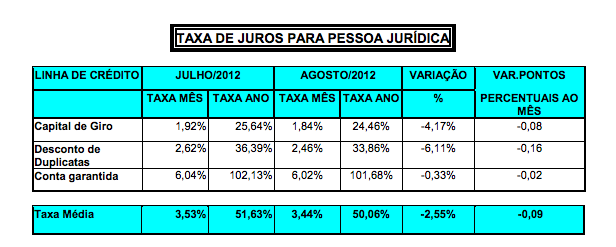 TAXA DE JUROS PARA PESSOA JURÍDICA
LINHA DE CRÉDITO JULHO/2012 AGOSTO/2012 VARIAÇÃO VAR.PONTOS
TAXA MÊS TAXA ANO TAXA MÊS TAXA ANO % PERCENTUAIS AO
MÊS
Capital de Giro 1,92% 25,64% 1,84% 24,46% -4,17% -0,08
Desconto de 2,62% 36,39% 2,46% 33,86% -6,11% -0,16
Duplicatas
Conta garantida 6,04% 102,13% 6,02% 101,68% -0,33% -0,02
Taxa Média 3,53% 51,63% 3,44% 50,06% -2,55% -0,09